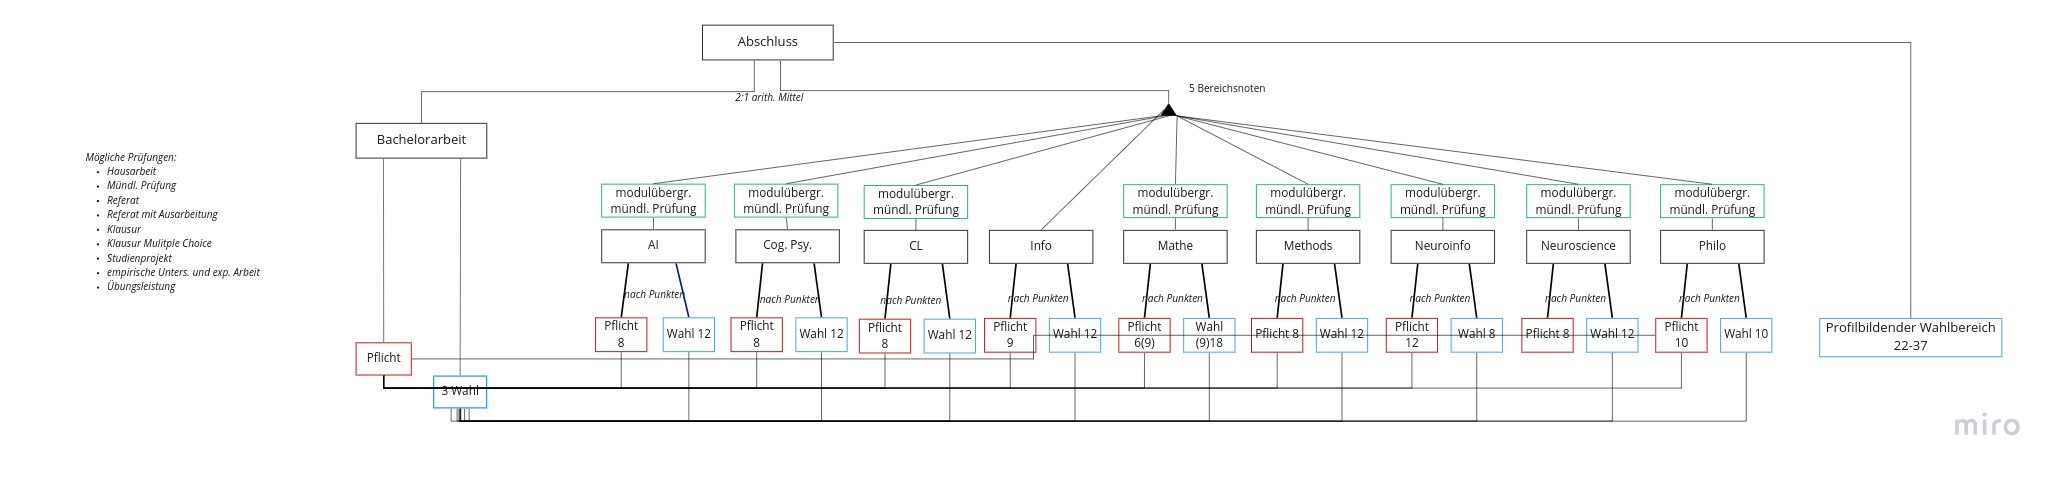 Abschluss
5 Bereichsnoten
2:1 arith. Mittel
Bachelorarbeit
Mögliche Prüfungen:
• Hausarbeit
• Mündl. Prüfung
• Referat
• Referat mit Ausarbeitung
• Klausur
• Klausur Mulitple Choice
• Studienprojekt
• empirische Unters. und exp. Arbeit
• Übungsleistung
modulübergr.
mündl. Prüfung
modulübergr.
mündl. Prüfung
modulübergr.
mündl. Prüfung
modulübergr.
mündl. Prüfung
modulübergr.
mündl. Prüfung
modulübergr.
mündl. Prüfung
modulübergr.
mündl. Prüfung
modulübergr.
mündl. Prüfung
AI
Cog. Psy.
CL
Info
Mathe
Methods
Neuroinfo
Neuroscience
Philo
nach Punkten
nach Punkten
nach Punkten
nach Punkten
nach Punkten
nach Punkten
nach Punkten
nach Punkten
nach Punkten
Pflicht
8
Wahl 12
Pflicht
8
Wahl 12
Pflicht
8
Wahl 12
Pflicht
9
Wahl 12
Pflicht
6(9)
Wahl
(9)18
Pflicht 8
Wahl 12
Pflicht
12
Wahl 8
Pflicht 8
Wahl 12
Pflicht
10
Wahl 10
Profilbildender Wahlbereich
22-37
Pflicht
3 Wahl
miro